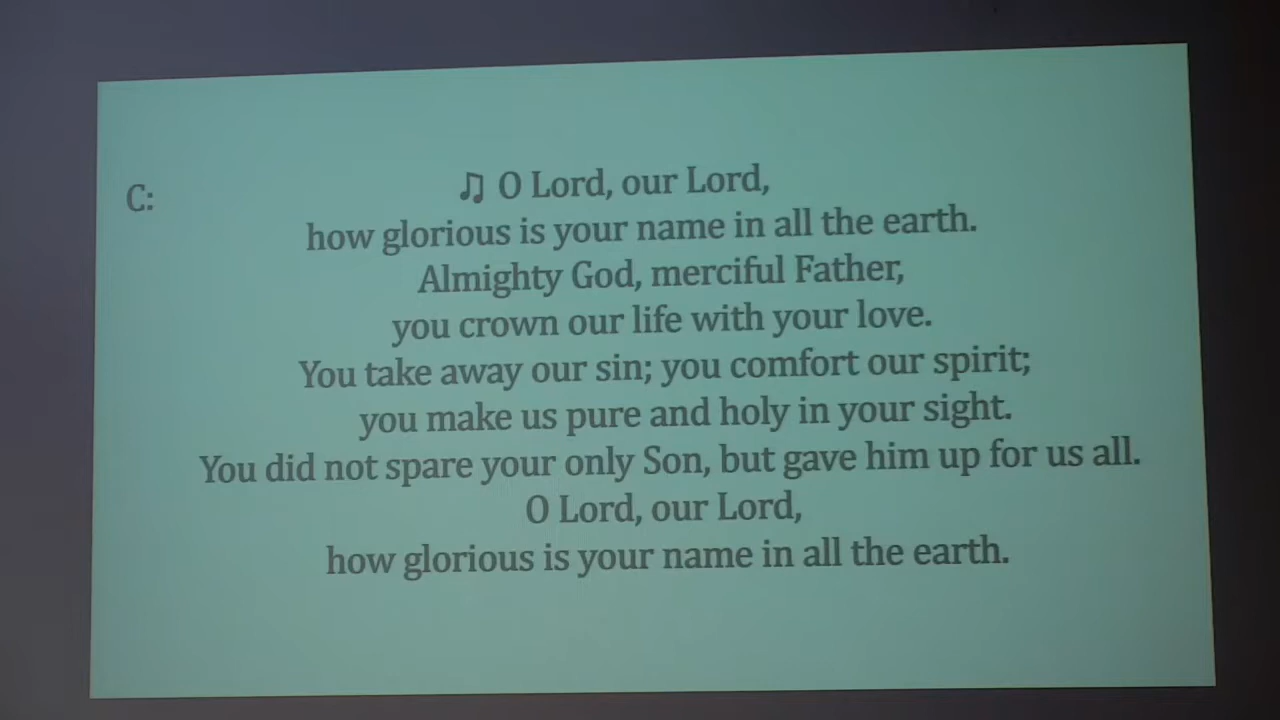 C: ♫ O Lord, our Lord,
how glorious is your name in all the earth.
Almighty God, merciful Father,
you crown our life with your love.
You take away our sin; you comfort our spirit;
you make us pure and holy in your sight.
You did not spare your only Son, but gave him up for us all.
O Lord, our Lord,
how glorious is your name in all the earth.